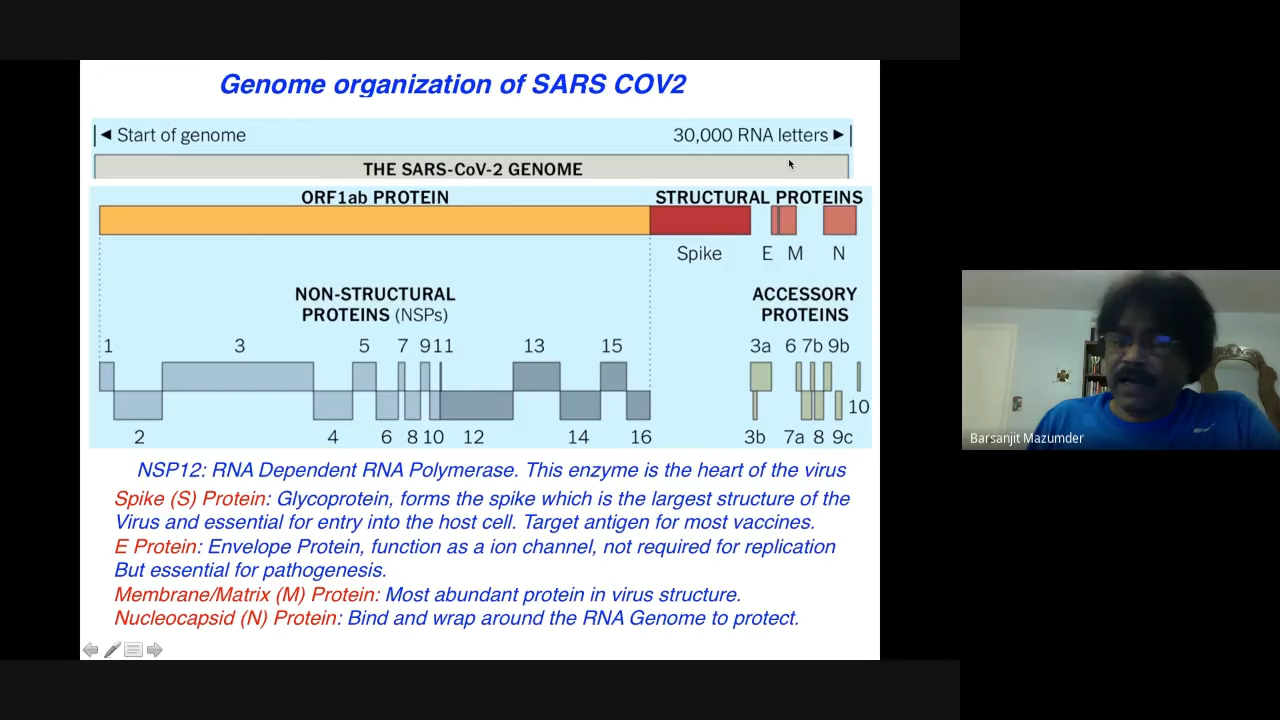 Genome organization of SARS COV2
Start of genome
30,000 RNA letters
THE SARS-CoV-2 GENOME
ORF1ab PROTEIN
STRUCTURAL PROTEINS
Spike E M N
NON-STRUCTURAL
PROTEINS (NSPs)
ACCESSORY
PROTEINS
1 3 5 7 9 11 13 15
3a 6 7b 9b
2 4 6 8 10 12 14 16
3b 7a 8 9c 10
NSP12: RNA Dependent RNA Polymerase. This enzyme is the heart of the virus
Spike (S) Protein: Glycoprotein, forms the spike which is the largest structure of the
Virus and essential for entry into the host cell. Target antigen for most vaccines.
E Protein: Envelope Protein, function as a ion channel, not required for replication
But essential for pathogenesis.
Membrane/Matrix (M) Protein: Most abundant protein in virus structure.
Nucleocapsid (N) Protein: Bind and wrap around the RNA Genome to protect.
Barsanjit Mazumder